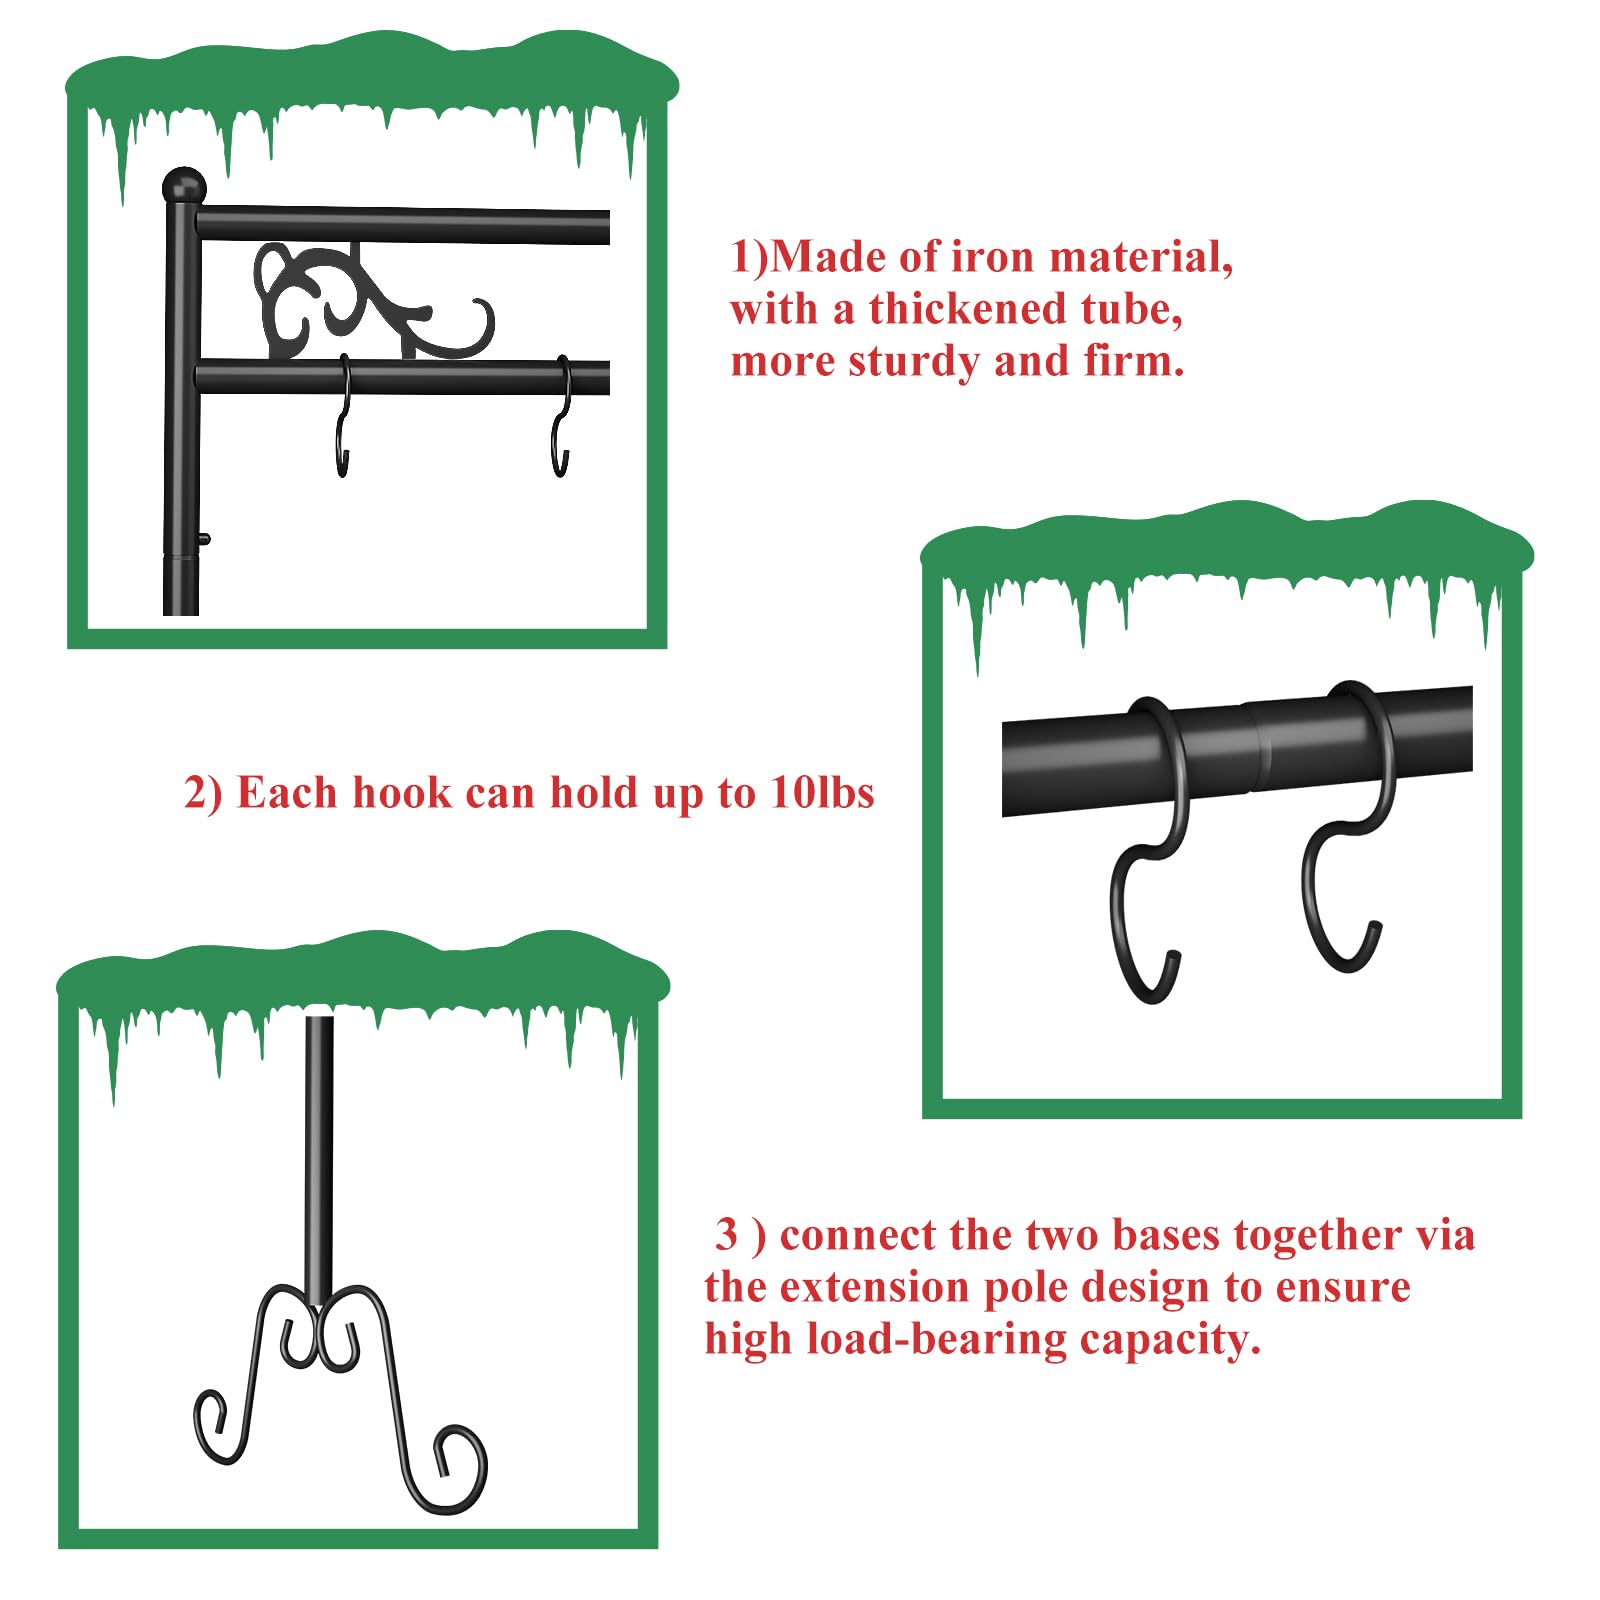 1)Made of iron material,
with a thickened tube,
more sturdy and firm.
2) Each hook can hold up to 10lbs
3 ) connect the two bases together via
the extension pole design to ensure
high load-bearing capacity.